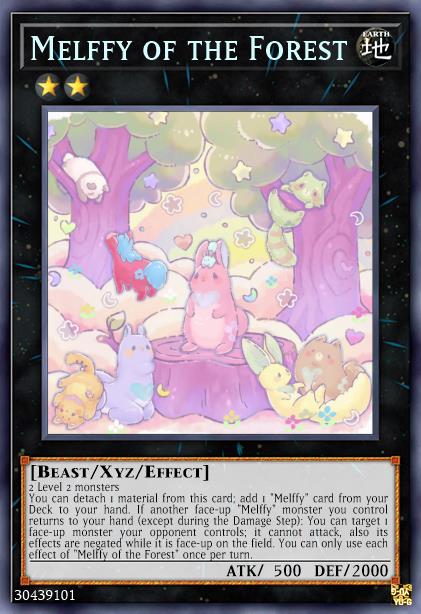 Melffy of the Forest
EARTH
地
[Beast/Xyz/Effect]
2 Level 2 monsters
You can detach 1 material from this card; add 1 "Melffy" card from your
Deck to your hand. If another face-up "Melffy" monster you control
returns to your hand (except during the Damage Step): You can target 1
face-up monster your opponent controls; it cannot attack, also its
effects are negated while it is face-up on the field. You can only use each
effect of "Melffy of the Forest" once per turn.
ATK/ 500 DEF/2000
30439101